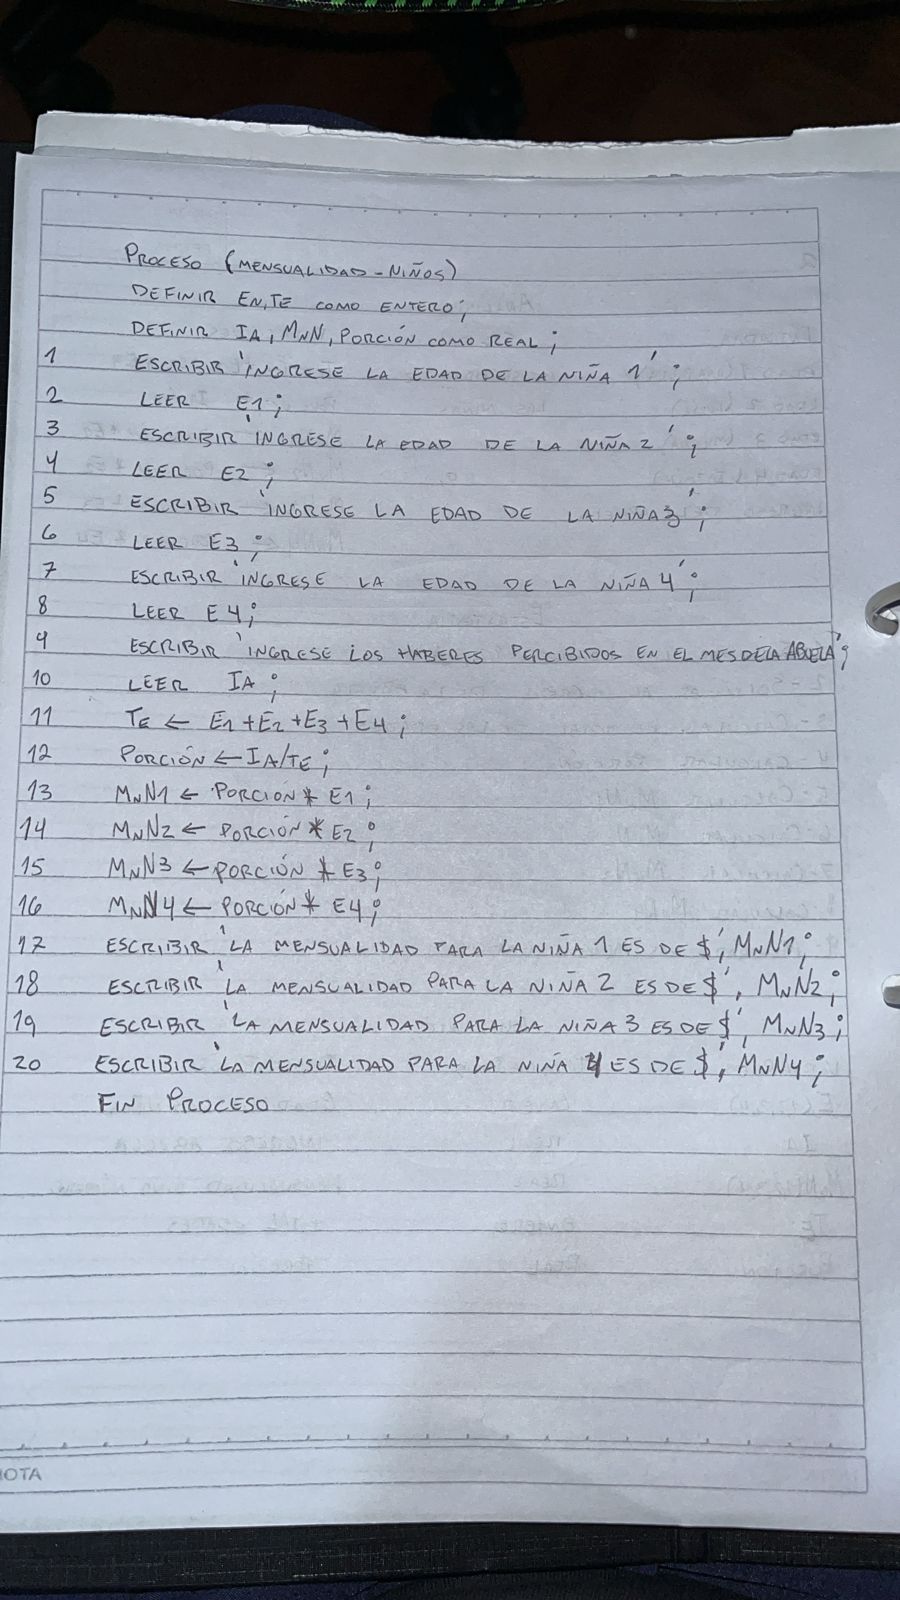 PROCESO (MENSUALIDAD-NIÑOS)
DEFINIR EN,TE COMO ENTERO;
DEFINIR IA, MNN, PORCIÓN COMO REAL;
1 ESCRIBIR 'INGRESE LA EDAD DE LA NIÑA 1';
2 LEER E1;
3 ESCRIBIR 'INGRESE LA EDAD DE LA NIÑA 2';
4 LEER E2;
5 ESCRIBIR 'INGRESE LA EDAD DE LA NIÑA3';
6 LEER E3;
7 ESCRIBIR 'INGRESE LA EDAD DE LA NIÑA 4';
8 LEER E4;
9 ESCRIBIR 'INGRESE LOS HABERES PERCIBIDOS EN EL MES DE LA ABUELA';
10 LEER IA;
11 TE ← E1+E2+E3+E4;
12 PORCIÓN ← IA/TE;
13 MNN1 ← PORCION * E1;
14 MNN2 ← PORCIÓN * E2;
15 MNN3 ← PORCIÓN * E3;
16 MNN4 ← PORCIÓN * E4;
17 ESCRIBIR 'LA MENSUALIDAD PARA LA NIÑA 1 ES DE $', MNN1;
18 ESCRIBIR 'LA MENSUALIDAD PARA LA NIÑA 2 ES DE $', MNN2;
19 ESCRIBIR 'LA MENSUALIDAD PARA LA NIÑA 3 ES DE $', MNN3;
20 ESCRIBIR 'LA MENSUALIDAD PARA LA NIÑA 4 ES DE $', MNN4;
FIN PROCESO